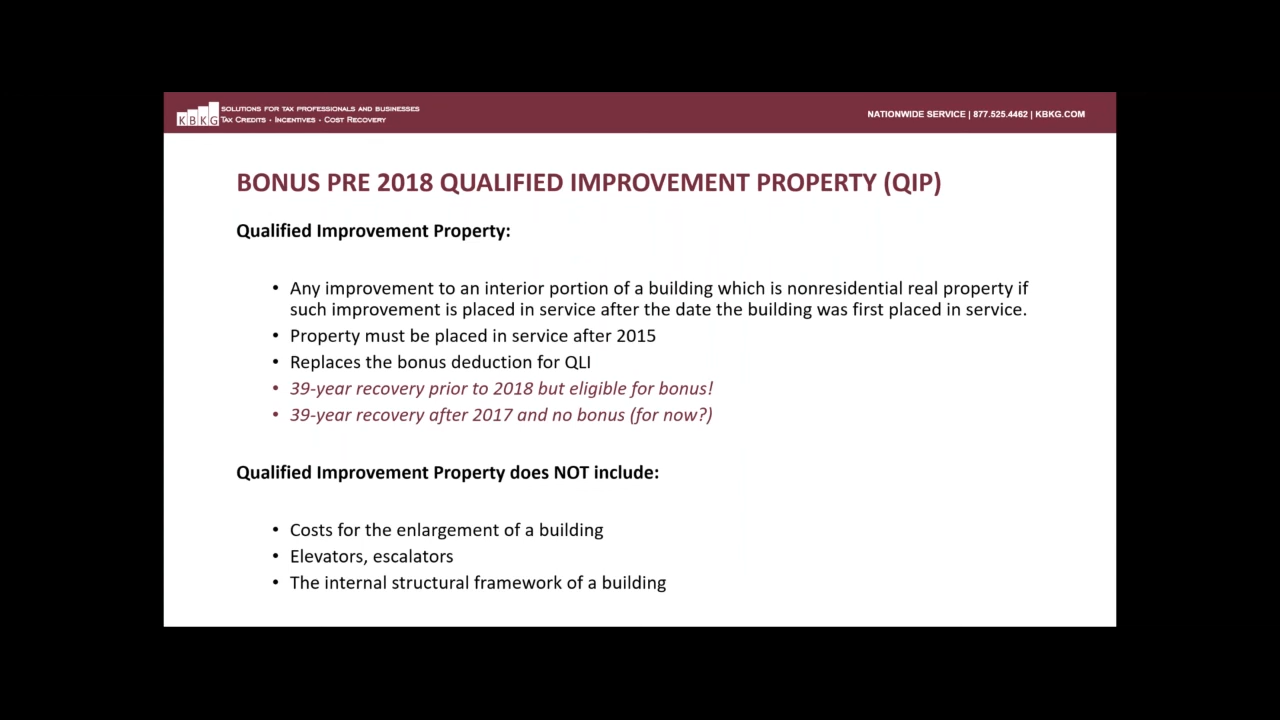 KBKG
SOLUTIONS FOR TAX PROFESSIONALS AND BUSINESSES
TAX CREDITS • INCENTIVES • COST RECOVERY
NATIONWIDE SERVICE | 877.525.4462 | KBKG.COM
BONUS PRE 2018 QUALIFIED IMPROVEMENT PROPERTY (QIP)
Qualified Improvement Property:
• Any improvement to an interior portion of a building which is nonresidential real property if
such improvement is placed in service after the date the building was first placed in service.
• Property must be placed in service after 2015
• Replaces the bonus deduction for QLI
• 39-year recovery prior to 2018 but eligible for bonus!
• 39-year recovery after 2017 and no bonus (for now?)
Qualified Improvement Property does NOT include:
• Costs for the enlargement of a building
• Elevators, escalators
• The internal structural framework of a building